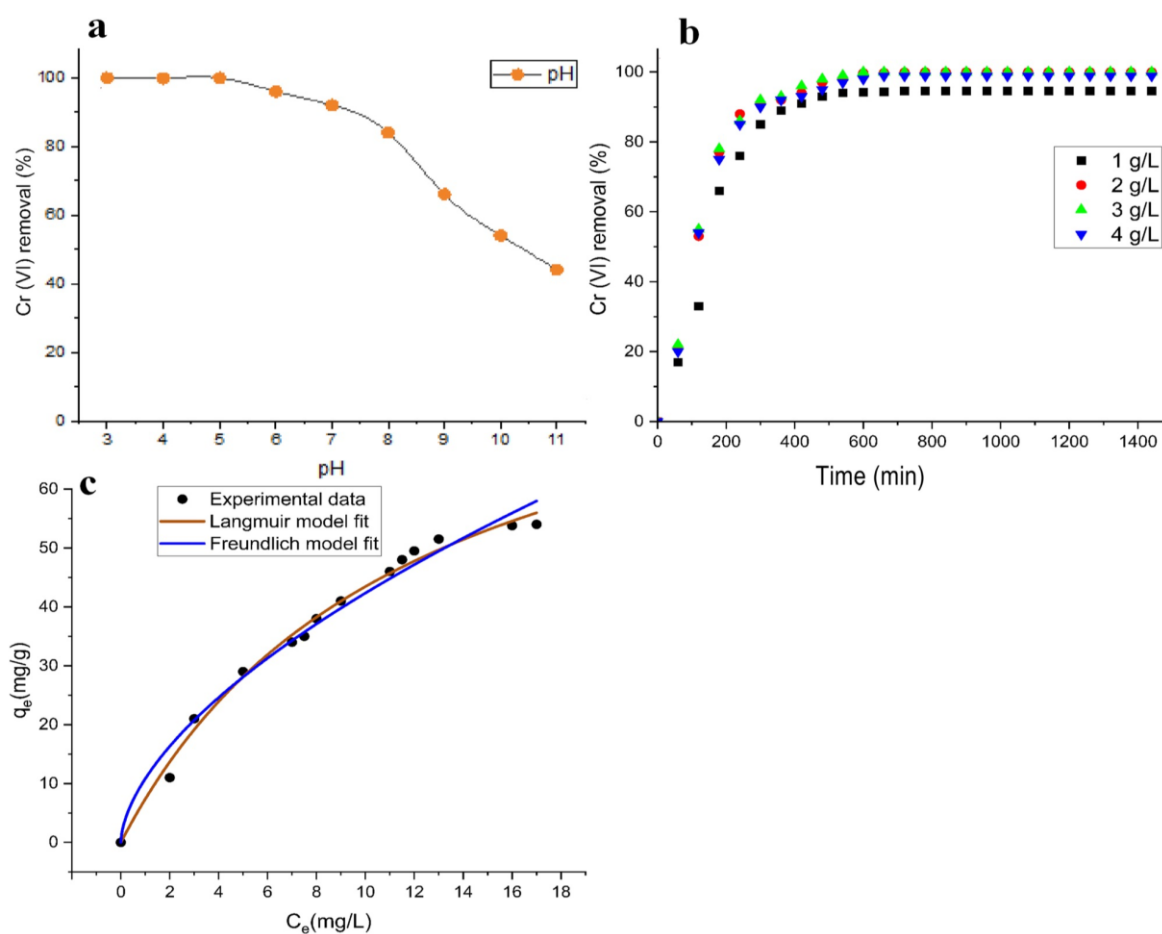 a
pH
Cr (VI) removal (%)
100
80
60
40
20
0
3 4 5 6 7 8 9 10 11
pH
b
Cr (VI) removal (%)
100
80
60
40
20
0
1 g/L
2 g/L
3 g/L
4 g/L
0 200 400 600 800 1000 1200 1400
Time (min)
c
Experimental data
Langmuir model fit
Freundlich model fit
qe(mg/g)
60
50
40
30
20
10
0
0 2 4 6 8 10 12 14 16 18
Ce(mg/L)